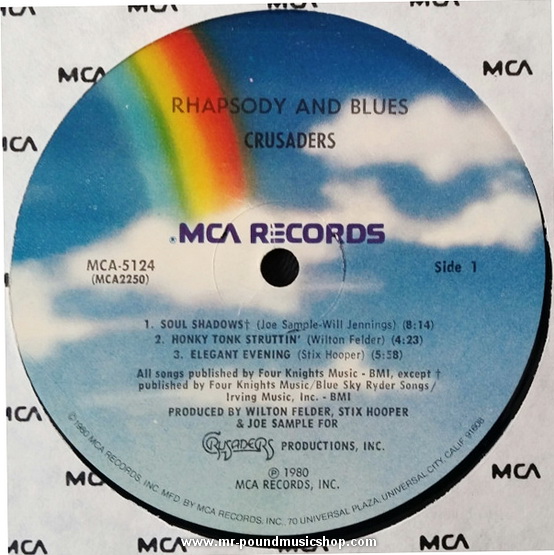 MCA
MCA
MCA
RHAPSODY AND BLUES
CRUSADERS
MCA RECORDS
MCA-5124
(MCA2250)
Side 1
1. SOUL SHADOWS† (Joe Sample-Will Jennings) (8:14)
2. HONKY TONK STRUTTIN' (Wilton Felder) (4:23)
3. ELEGANT EVENING (Stix Hooper) (5:58)
All songs published by Four Knights Music - BMI, except †
published by Four Knights Music/Blue Sky Ryder Songs/
Irving Music, Inc. - BMI
PRODUCED BY WILTON FELDER, STIX HOOPER
& JOE SAMPLE FOR
CRUSADERS PRODUCTIONS, INC.
℗ 1980
MCA RECORDS, INC.
©1980 MCA RECORDS, INC. MFD. BY MCA RECORDS, INC. 70 UNIVERSAL PLAZA, UNIVERSAL CITY, CALIF. 91608
MCA
MCA
MCA
MCA
MCA
MCA
www.mr-poundmusicshop.com